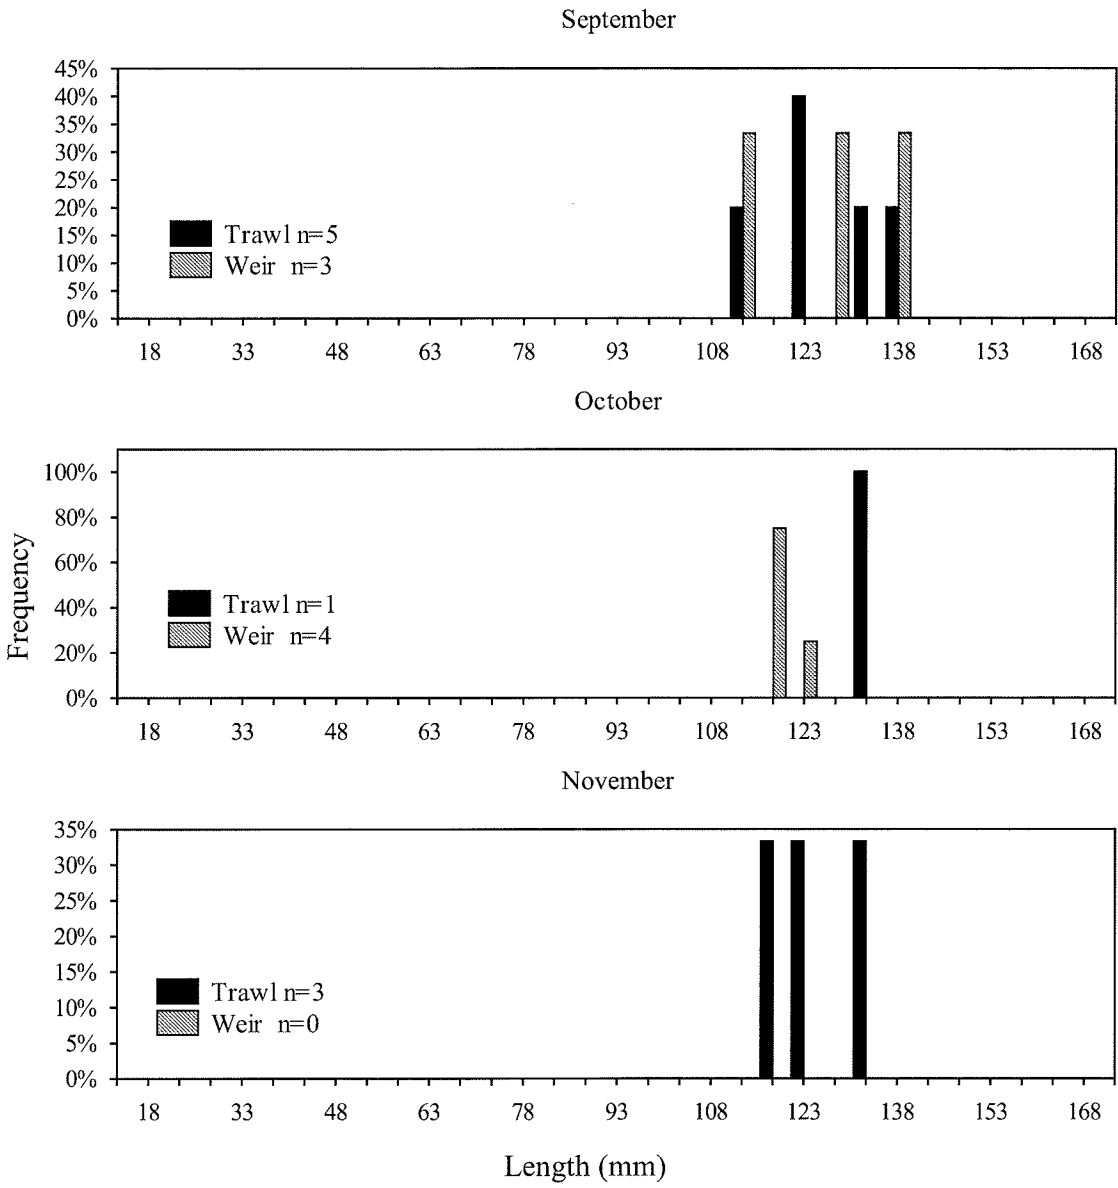 September
45%
40%
35%
30%
25%
20%
15%
10%
5%
0%
Trawl n=5
Weir n=3
18 33 48 63 78 93 108 123 138 153 168
October
100%
80%
60%
40%
20%
0%
Trawl n=1
Weir n=4
18 33 48 63 78 93 108 123 138 153 168
Frequency
November
35%
30%
25%
20%
15%
10%
5%
0%
Trawl n=3
Weir n=0
18 33 48 63 78 93 108 123 138 153 168
Length (mm)